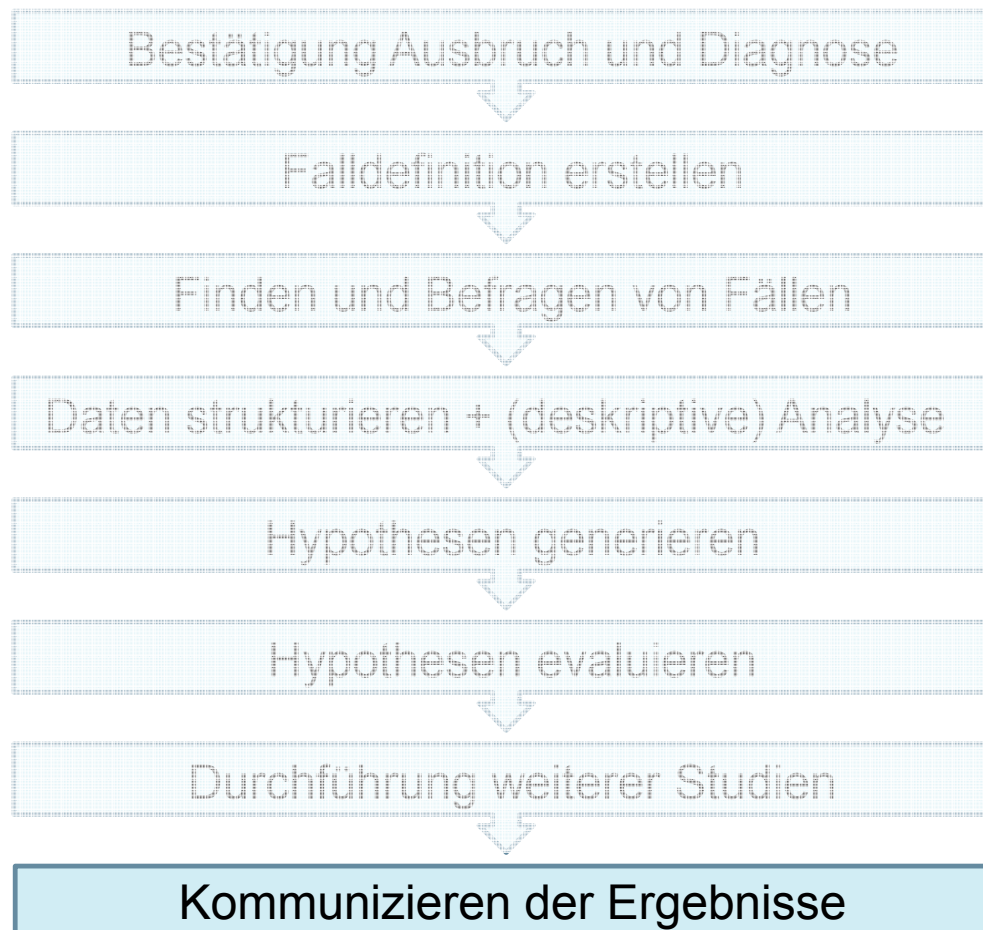 Bestätigung Ausbruch und Diagnose
Falldefinition erstellen
Finden und Befragen von Fällen
Daten strukturieren + (deskriptive) Analyse
Hypothesen generieren
Hypothesen evaluieren
Durchführung weiterer Studien
Kommunizieren der Ergebnisse